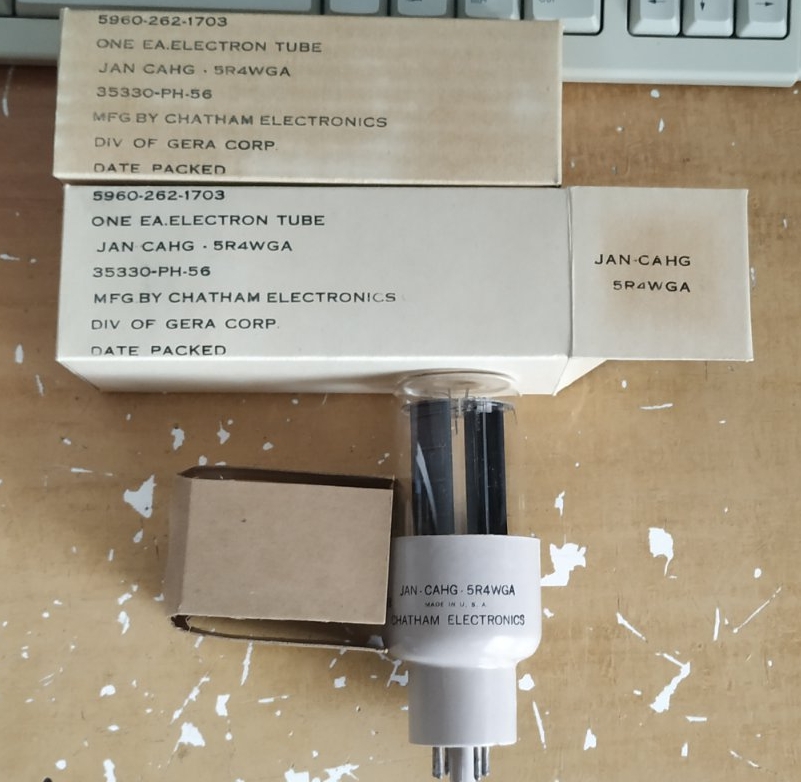 5960-262-1703
ONE EA.ELECTRON TUBE
JAN CAHG - 5R4WGA
35330-PH-56
MFG BY CHATHAM ELECTRONICS
DIV OF GERA CORP.
DATE PACKED
5960-262-1703
ONE EA.ELECTRON TUBE
JAN CAHG - 5R4WGA
35330-PH-56
MFG.BY CHATHAM ELECTRONICS
DIV OF GERA CORP.
DATE PACKED
JAN-CAHG
5R4WGA
JAN-CAHG-5R4WGA
MADE IN U.S.A
CHATHAM ELECTRONICS